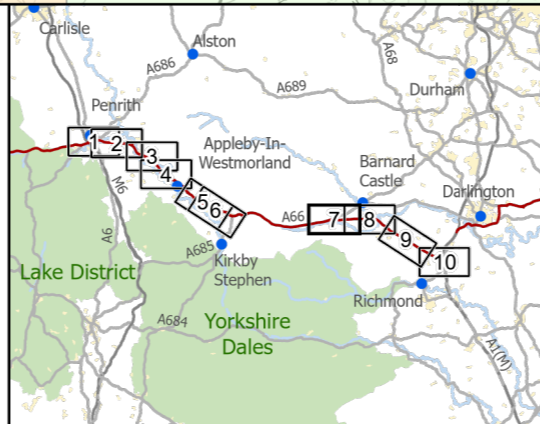 Carlisle
Alston
A686
A689
A68
Durham
Penrith
1
2
3
4
5
6
7
8
9
10
Appleby-In-
Westmorland
Barnard
Castle
Darlington
M6
A6
A66
A685
Kirkby
Stephen
Lake District
Richmond
A684
Yorkshire
Dales
A1(M)